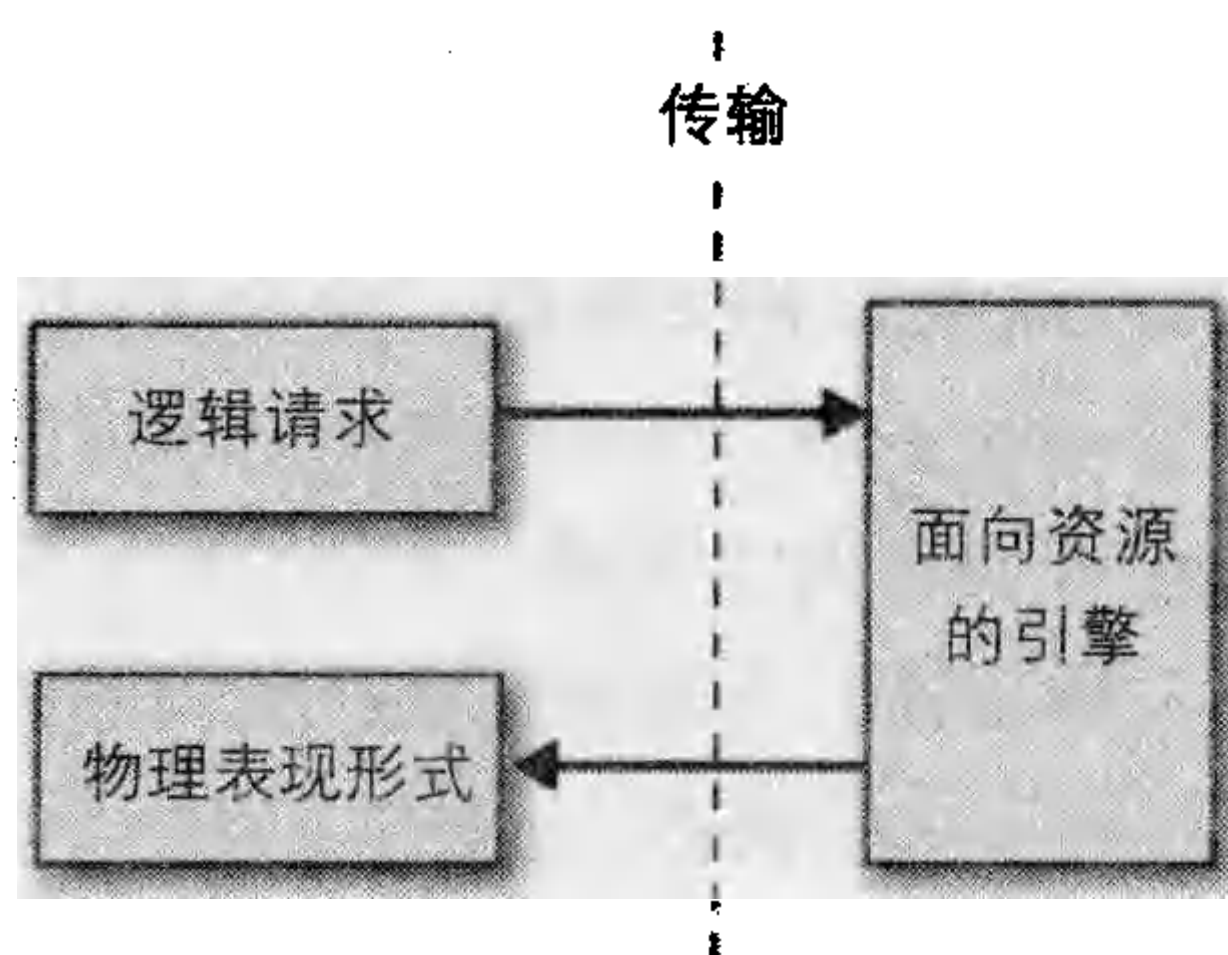 传输
逻辑请求
面向资源
的引擎
物理表现形式